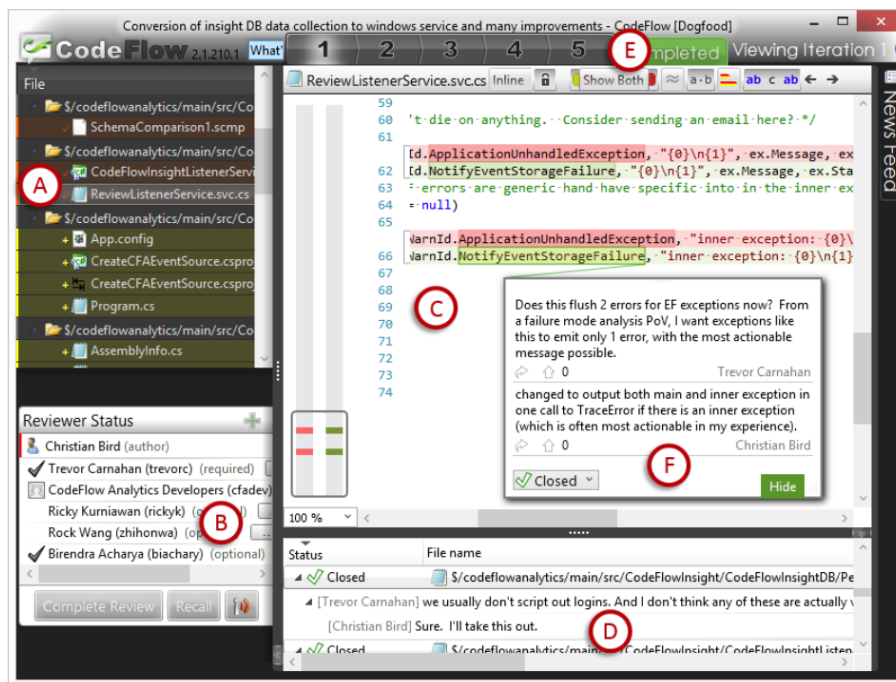 Conversion of insight DB data collection to windows service and many improvements - CodeFlow [Dogfood]
CodeFlow 2.1.210.1 What'
1 2 3 4 5 E mpleted Viewing Iteration 1
File
$/codeflowanalytics/main/src/Co
SchemaComparison1.scmp
$/codeflowanalytics/main/src/Co
CodeFlowInsightListenerServi
ReviewListenerService.svc.cs
$/codeflowanalytics/main/src/Co
+ App.config
+ CreateCFAEventSource.csproj
+ CreateCFAEventSource.cspro
+ Program.cs
$/codeflowanalytics/main/src/Co
+ AssemblyInfo.cs
A
Reviewer Status
Christian Bird (author)
Trevor Carnahan (trevorc) (required)
CodeFlow Analytics Developers (cfadev)
Ricky Kurniawan (rickyk)
Rock Wang (zhihonwa)
Birendra Acharya (biachary) (optional)
B
Complete Review Recall
ReviewListenerService.svc.cs Inline Show Both a·b ab c ab
59
60 't die on anything. Consider sending an email here? */
61
Id.ApplicationUnhandledException, "{0}\n{1}", ex.Message, ex
62 Id.NotifyEventStorageFailure, "{0}\n{1}", ex.Message, ex.Sta
63 errors are generic hand have specific into in the inner ex
64 = null)
65
WarnId.ApplicationUnhandledException, "inner exception: {0}\
66 WarnId.NotifyEventStorageFailure, "inner exception: {0}\n{1}
67
68
69
70
71
72
73
74
C
Does this flush 2 errors for EF exceptions now? From
a failure mode analysis PoV, I want exceptions like
this to emit only 1 error, with the most actionable
message possible.
0 Trevor Carnahan
changed to output both main and inner exception in
one call to TraceError if there is an inner exception
(which is often most actionable in my experience).
0 Christian Bird
F
Closed Hide
100 %
Status File name
Closed $/codeflowanalytics/main/src/CodeFlowInsight/CodeFlowInsightDB/Pe
[Trevor Carnahan] we usually don't script out logins. And I don't think any of these are actually v
[Christian Bird] Sure. I'll take this out.
D
Closed $/codeflowanalytics/main/src/CodeFlowInsight/CodeFlowInsightListen
News Feed